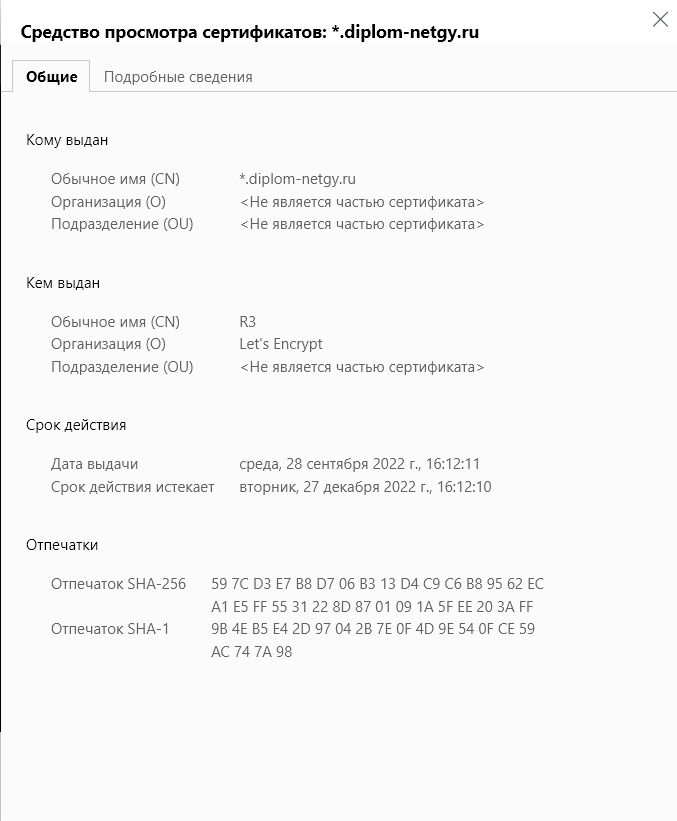 Средство просмотра сертификатов: *.diplom-netgy.ru
Общие Подробные сведения
Кому выдан
Обычное имя (CN) *.diplom-netgy.ru
Организация (O) <Не является частью сертификата>
Подразделение (OU) <Не является частью сертификата>
Кем выдан
Обычное имя (CN) R3
Организация (O) Let's Encrypt
Подразделение (OU) <Не является частью сертификата>
Срок действия
Дата выдачи среда, 28 сентября 2022 г., 16:12:11
Срок действия истекает вторник, 27 декабря 2022 г., 16:12:10
Отпечатки
Отпечаток SHA-256 59 7C D3 E7 B8 D7 06 B3 13 D4 C9 C6 B8 95 62 EC
A1 E5 FF 55 31 22 8D 87 01 09 1A 5F EE 20 3A FF
Отпечаток SHA-1 9B 4E B5 E4 2D 97 04 2B 7E 0F 4D 9E 54 0F CE 59
AC 74 7A 98